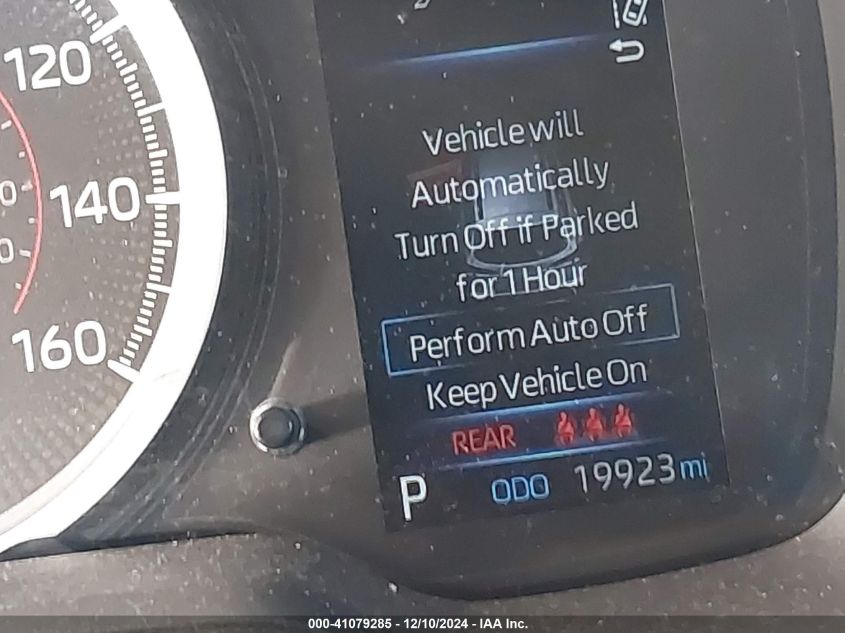 120
140
160
Vehicle will
Automatically
Turn Off if Parked
for 1 Hour
Perform Auto Off
Keep Vehicle On
REAR
P ODO 19923 mi
000-41079285 - 12/10/2024 - IAA Inc.